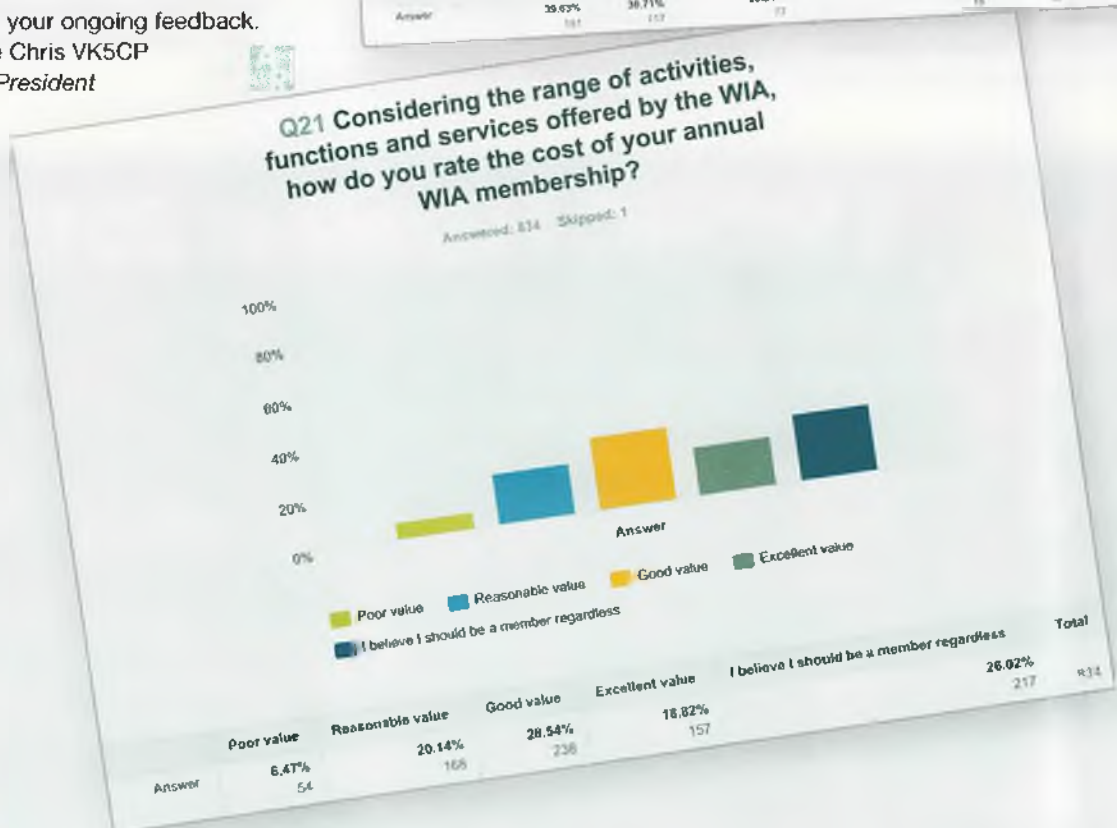 your ongoing feedback.
Chris VK5CP
President
Answer 39.63%
Q21 Considering the range of activities,
functions and services offered by the WIA,
how do you rate the cost of your annual
WIA membership?
Answered: 834 Skipped: 1
100%
80%
60%
40%
20%
0%
Answer
Poor value Reasonable value Good value Excellent value
I believe I should be a member regardless
Poor value Reasonable value Good value Excellent value I believe I should be a member regardless Total
Answer 6.47% 20.14% 28.54% 18.82% 26.02%
54 168 238 157 217 834